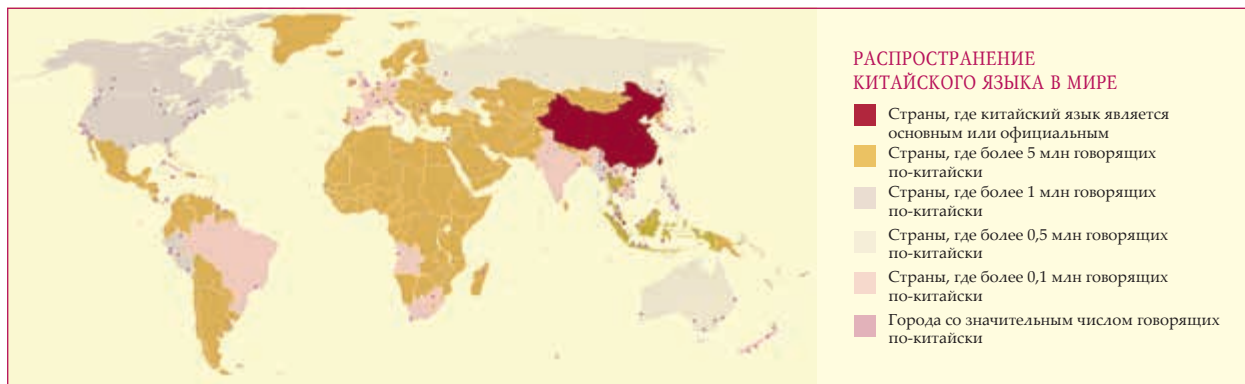 РАСПРОСТРАНЕНИЕ
КИТАЙСКОГО ЯЗЫКА В МИРЕ
Страны, где китайский язык является
основным или официальным
Страны, где более 5 млн говорящих
по-китайски
Страны, где более 1 млн говорящих
по-китайски
Страны, где более 0,5 млн говорящих
по-китайски
Страны, где более 0,1 млн говорящих
по-китайски
Города со значительным числом говорящих
по-китайски